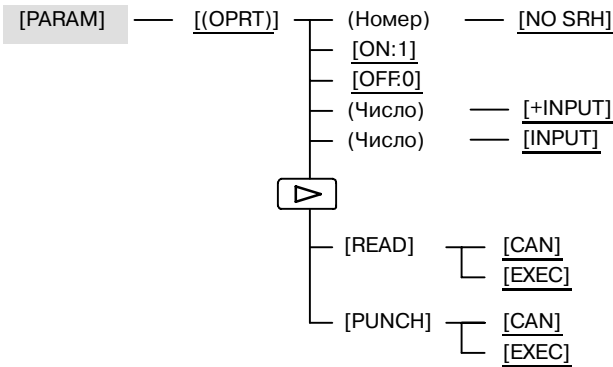 [PARAM] [(OPRT)] (Номер) [NO SRH]
[ON:1]
[OFF:0]
(Число) [+INPUT]
(Число) [INPUT]
[READ] [CAN]
[EXEC]
[PUNCH] [CAN]
[EXEC]